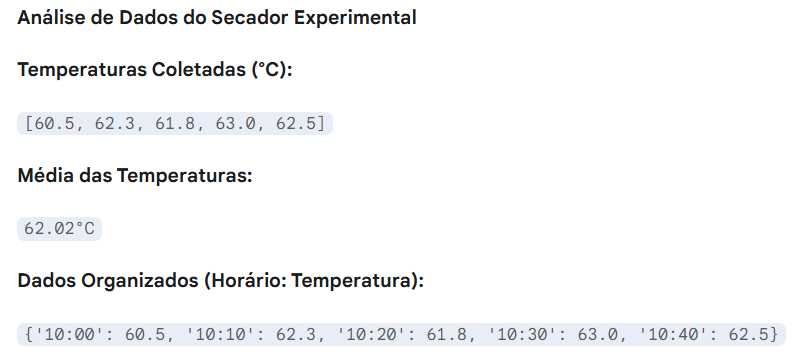 Análise de Dados do Secador Experimental
Temperaturas Coletadas (°C):
[60.5, 62.3, 61.8, 63.0, 62.5]
Média das Temperaturas:
62.02°C
Dados Organizados (Horário: Temperatura):
{'10:00': 60.5, '10:10': 62.3, '10:20': 61.8, '10:30': 63.0, '10:40': 62.5}